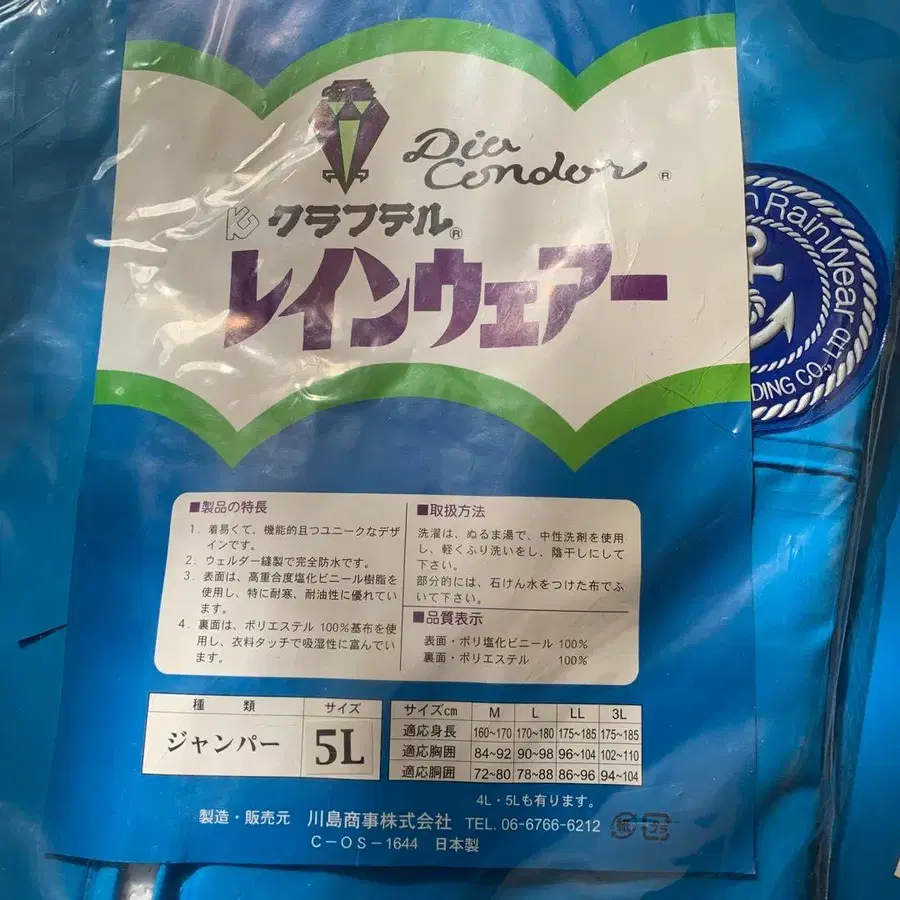 Dia
Condor ®
クラフテル®
レインウェアー
RainWear
DING CO.,
■製品の特長
1. 着易くて、機能的且つユニークなデザ
インです。
2. ウェルダー縫製で完全防水です。
3. 表面は、高重合度塩化ビニール樹脂を
使用し、特に耐寒、耐油性に優れてい
ます。
4. 裏面は、ポリエステル 100%基布を使
用し、衣料タッチで吸湿性に富んでい
ます。
■取扱方法
洗濯は、ぬるま湯で、中性洗剤を使用
し、軽くふり洗いをし、陰干しにして
下さい。
部分的には、石けん水をつけた布でふ
いて下さい。
■品質表示
表面・ポリ塩化ビニール 100%
裏面・ポリエステル 100%
種 類 サイズ
ジャンパー 5L
サイズcm M L LL 3L
適応身長 160~170 170~180 175~185 175~185
適応胸囲 84~92 90~98 96~104 102~110
適応胴囲 72~80 78~88 86~96 94~104
4L・5Lも有ります。
製造・販売元 川島商事株式会社 TEL. 06-6766-6212
C-OS-1644 日本製
紙 プラ